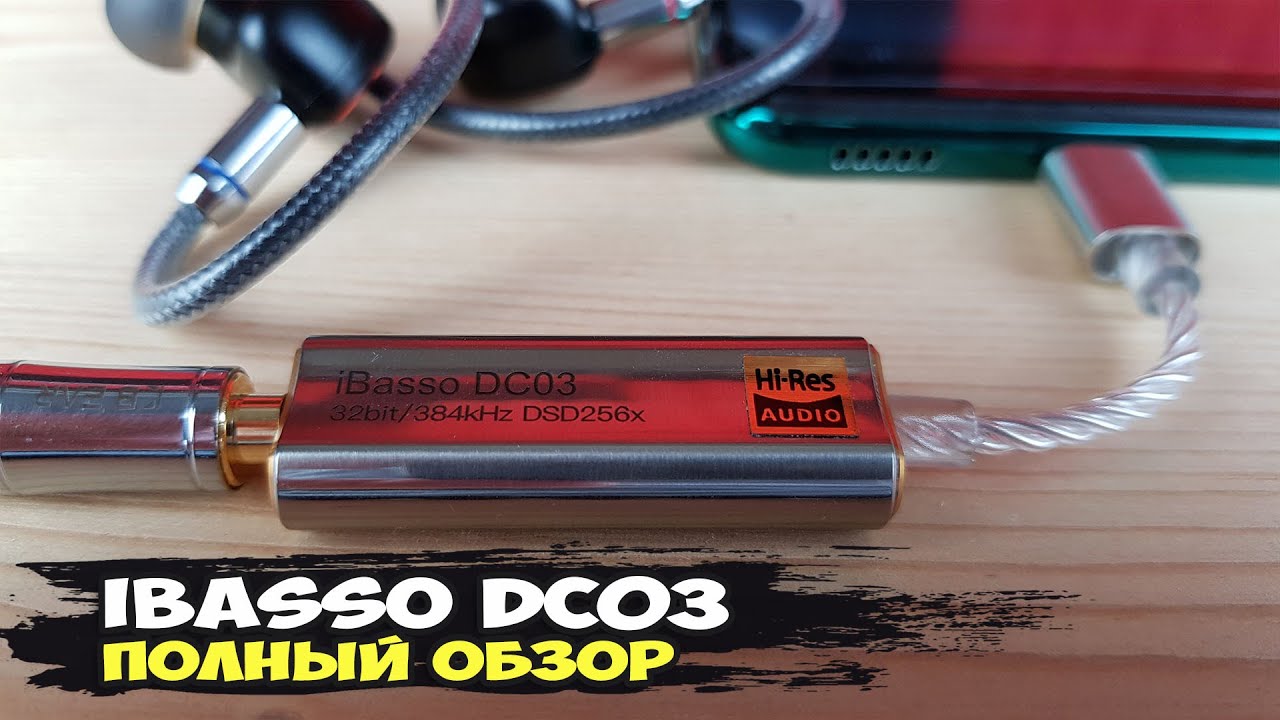 iBasso DC03
32bit/384kHz DSD256x
Hi-Res
AUDIO
IBASSO DC03
ПОЛНЫЙ ОБЗОР